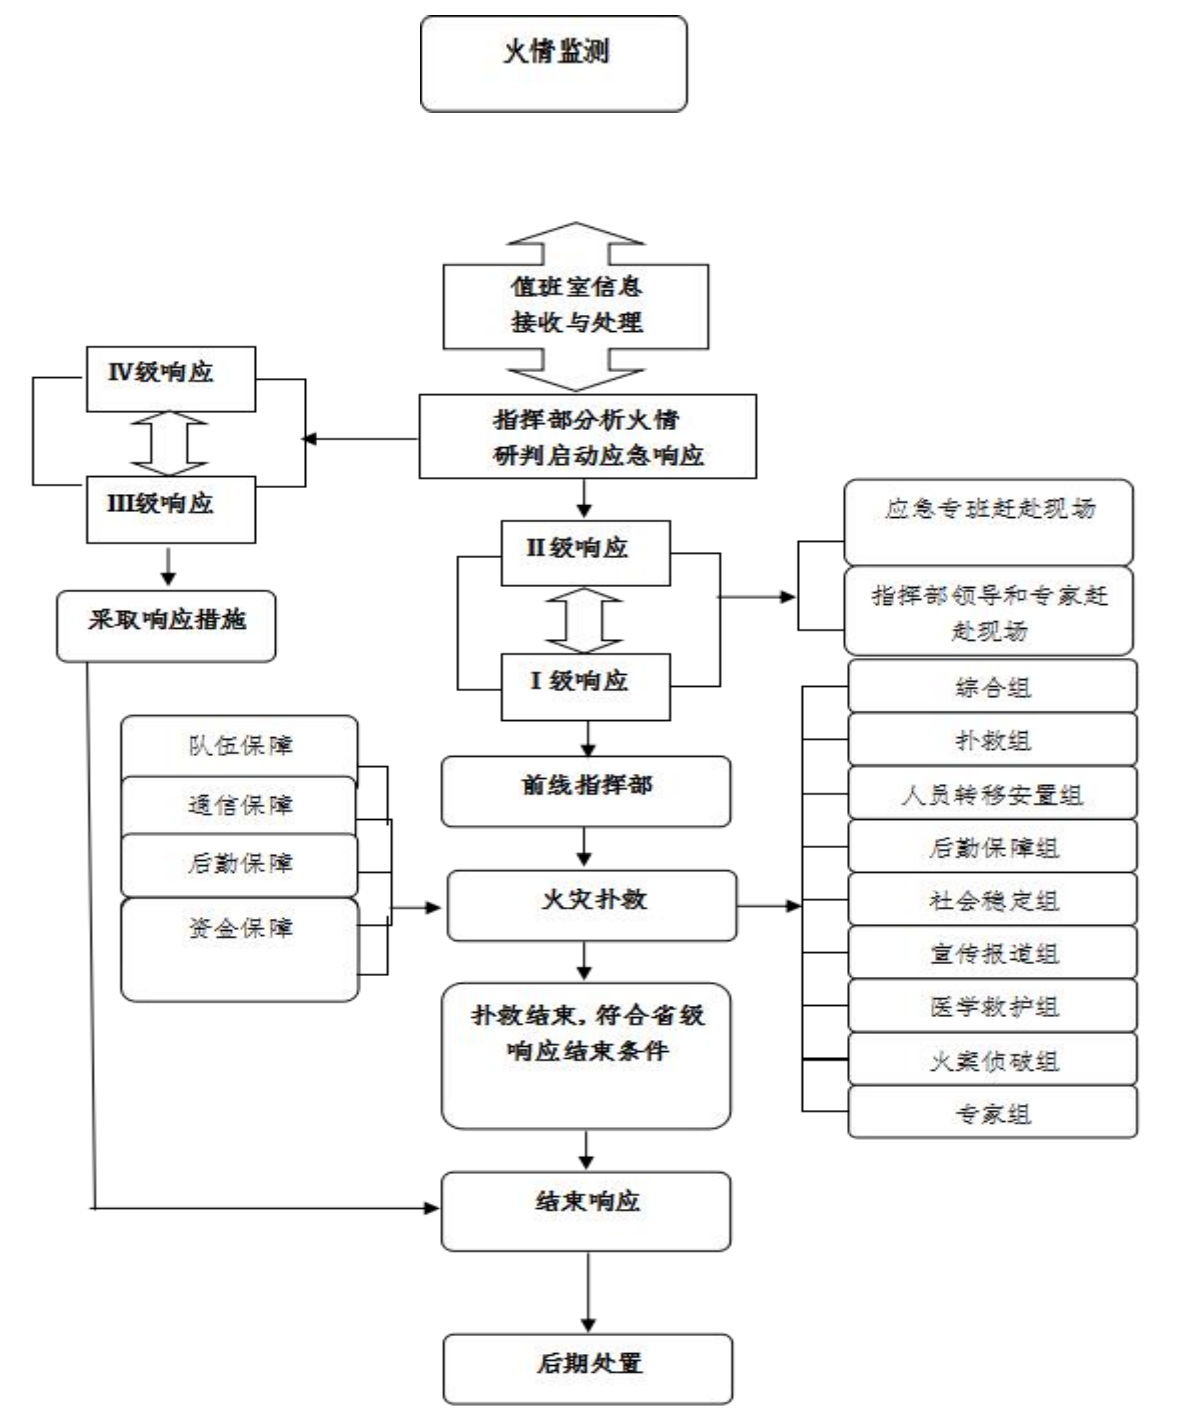 火情监测
值班室信息
接收与处理
Ⅳ级响应
指挥部分析火情
研判启动应急响应
Ⅲ级响应
应急专班赶赴现场
Ⅱ级响应
指挥部领导和专家赶
赴现场
采取响应措施
Ⅰ级响应
综合组
扑救组
队伍保障
前线指挥部
人员转移安置组
通信保障
后勤保障组
后勤保障
火灾扑救
社会稳定组
资金保障
宣传报道组
扑救结束，符合省级
响应结束条件
医学救护组
火案侦破组
专家组
结束响应
后期处置